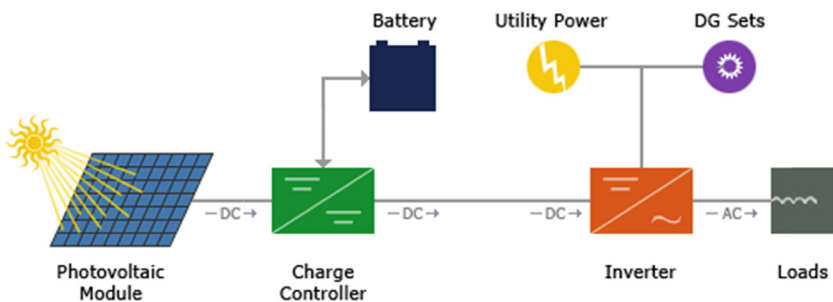 Battery
Utility Power
DG Sets
DC
DC
DC
AC
Photovoltaic
Module
Charge
Controller
Inverter
Loads